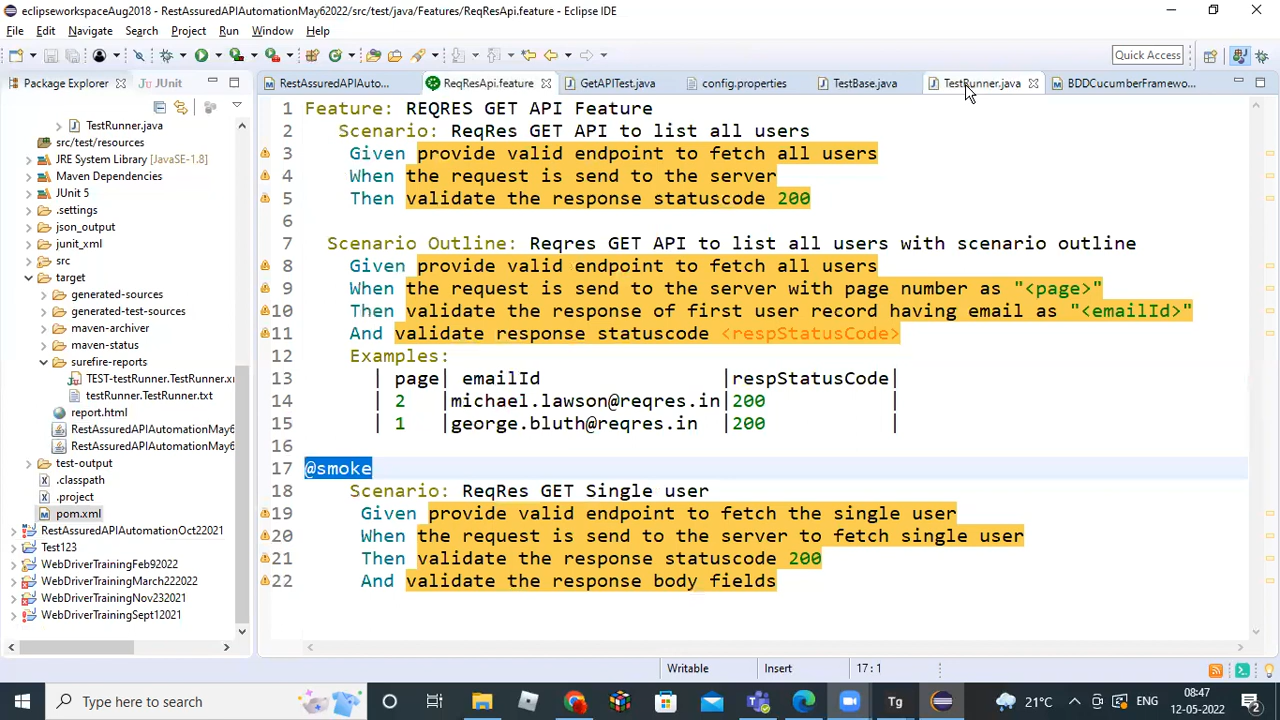 eclipseworkspaceAug2018 - RestAssuredAPIAutomationMay62022/src/test/java/Features/ReqResApi.feature - Eclipse IDE
File Edit Navigate Search Project Run Window Help
Quick Access
Package Explorer JUnit
RestAssuredAPIAuto... ReqResApi.feature GetAPITest.java config.properties TestBase.java TestRunner.java BDDCucumberFramewo...
TestRunner.java
src/test/resources
JRE System Library [JavaSE-1.8]
Maven Dependencies
JUnit 5
.settings
json_output
junit_xml
src
target
generated-sources
generated-test-sources
maven-archiver
maven-status
surefire-reports
TEST-testRunner.TestRunner.x
testRunner.TestRunner.txt
report.html
RestAssuredAPIAutomationMay6
RestAssuredAPIAutomationMay6
test-output
.classpath
.project
pom.xml
RestAssuredAPIAutomationOct22021
Test123
WebDriverTrainingFeb92022
WebDriverTrainingMarch222022
WebDriverTrainingNov232021
WebDriverTrainingSept12021
1 Feature: REQRES GET API Feature
2 Scenario: ReqRes GET API to list all users
3 Given provide valid endpoint to fetch all users
4 When the request is send to the server
5 Then validate the response statuscode 200
6
7 Scenario Outline: Reqres GET API to list all users with scenario outline
8 Given provide valid endpoint to fetch all users
9 When the request is send to the server with page number as "<page>"
10 Then validate the response of first user record having email as "<emailId>"
11 And validate response statuscode <respStatusCode>
12 Examples:
13 | page| emailId |respStatusCode|
14 | 2 |michael.lawson@reqres.in|200 |
15 | 1 |george.bluth@reqres.in |200 |
16
17 @smoke
18 Scenario: ReqRes GET Single user
19 Given provide valid endpoint to fetch the single user
20 When the request is send to the server to fetch single user
21 Then validate the response statuscode 200
22 And validate the response body fields
Writable Insert 17 : 1
Type here to search
Tg
21°C
ENG
08:47
12-05-2022
2